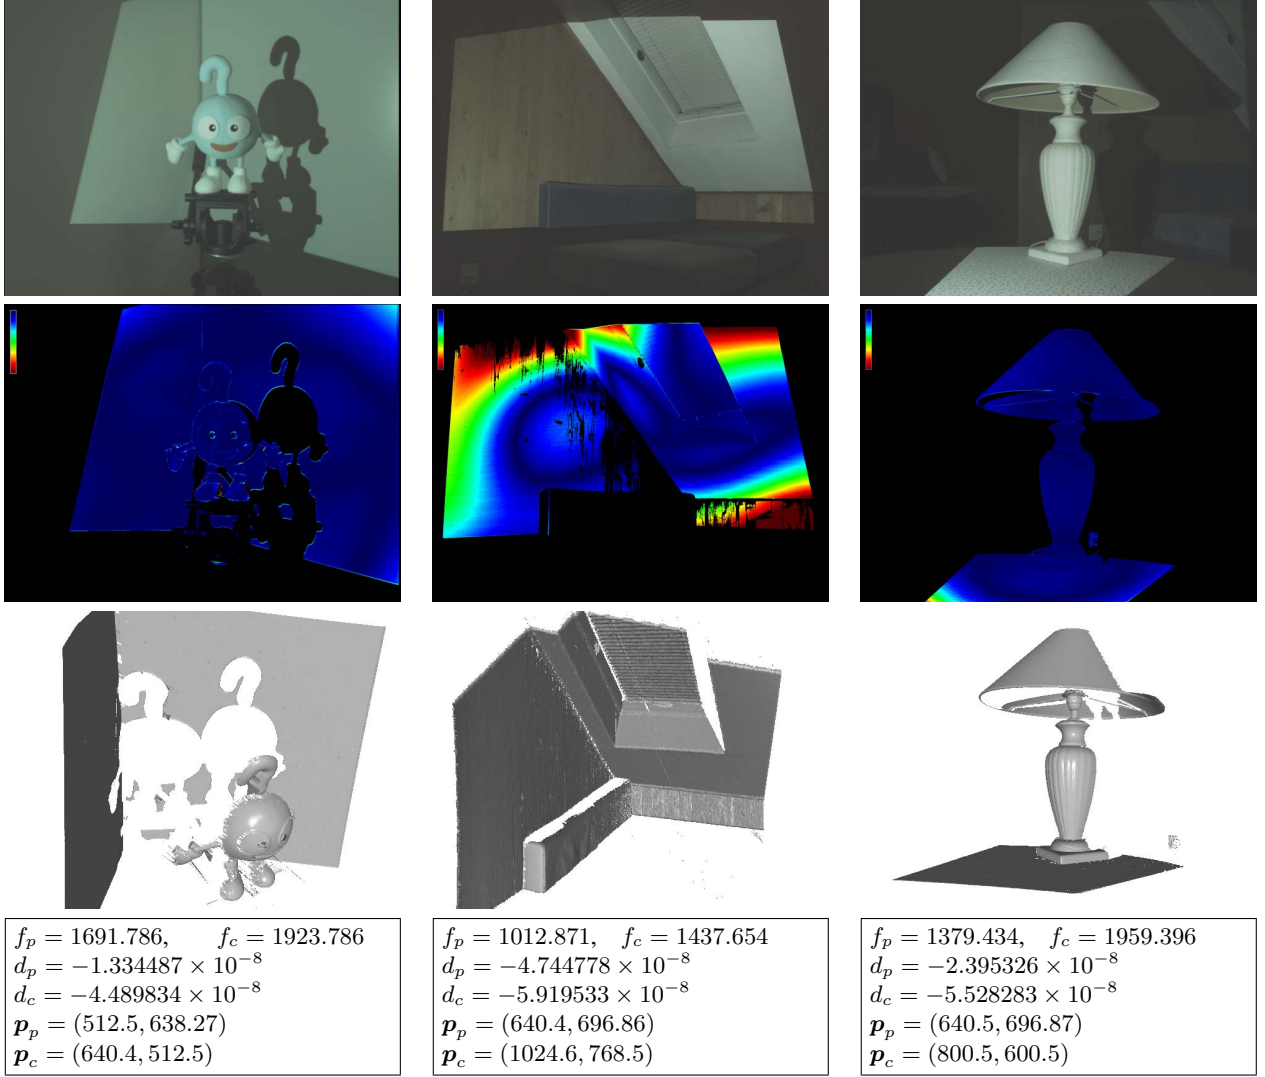 f_p = 1691.786, f_c = 1923.786
d_p = −1.334487 × 10^−8
d_c = −4.489834 × 10^−8
p_p = (512.5, 638.27)
p_c = (640.4, 512.5)
f_p = 1012.871, f_c = 1437.654
d_p = −4.744778 × 10^−8
d_c = −5.919533 × 10^−8
p_p = (640.4, 696.86)
p_c = (1024.6, 768.5)
f_p = 1379.434, f_c = 1959.396
d_p = −2.395326 × 10^−8
d_c = −5.528283 × 10^−8
p_p = (640.5, 696.87)
p_c = (800.5, 600.5)